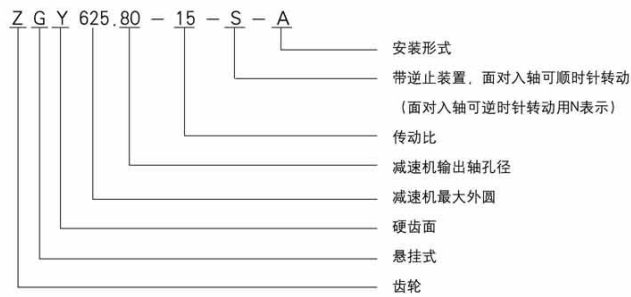 ZGY625.80-15-S-A
安装形式
带逆止装置，面对入轴可顺时针转动
（面对入轴可逆时针转动用N表示）
传动比
减速机输出轴孔径
减速机最大外圆
硬齿面
悬挂式
齿轮